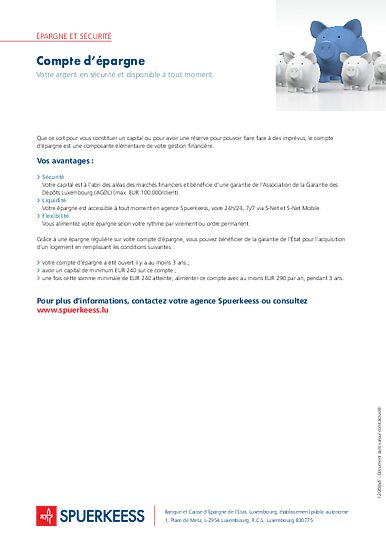 ÉPARGNE ET SÉCURITÉ
Compte d'épargne
Votre argent en sécurité et disponible à tout moment.
Que ce soit pour vous constituer un capital ou pour avoir une réserve pour pouvoir faire face à des imprévus, le compte
d'épargne est une composante élémentaire de votre gestion financière.
Vos avantages :
> Sécurité
Votre capital est à l'abri des aléas des marchés financiers et bénéficie d'une garantie de l'Association de la Garantie des
Dépôts Luxembourg (AGDL) (max. EUR 100.000/client).
> Liquidité
Votre épargne est accessible à tout moment en agence Spuerkeess, voire 24h/24, 7j/7 via S-Net et S-Net Mobile.
> Flexibilité
Vous alimentez votre épargne selon votre rythme par virement ou ordre permanent.
Grâce à une épargne régulière sur votre compte d'épargne, vous pouvez bénéficier de la garantie de l'État pour l'acquisition
d'un logement en remplissant les conditions suivantes :
> votre compte d'épargne a été ouvert il y a au moins 3 ans ;
> avoir un capital de minimum EUR 240 sur ce compte ;
> une fois cette somme minimale de EUR 240 atteinte, alimenter ce compte avec au moins EUR 290 par an, pendant 3 ans.
Pour plus d'informations, contactez votre agence Spuerkeess ou consultez
www.spuerkeess.lu
Document sans valeur contractuelle.
SPUERKEESS
Banque et Caisse d'Épargne de l'État, Luxembourg, établissement public autonome
1, Place de Metz, L-2954 Luxembourg, R.C.S. Luxembourg B30775